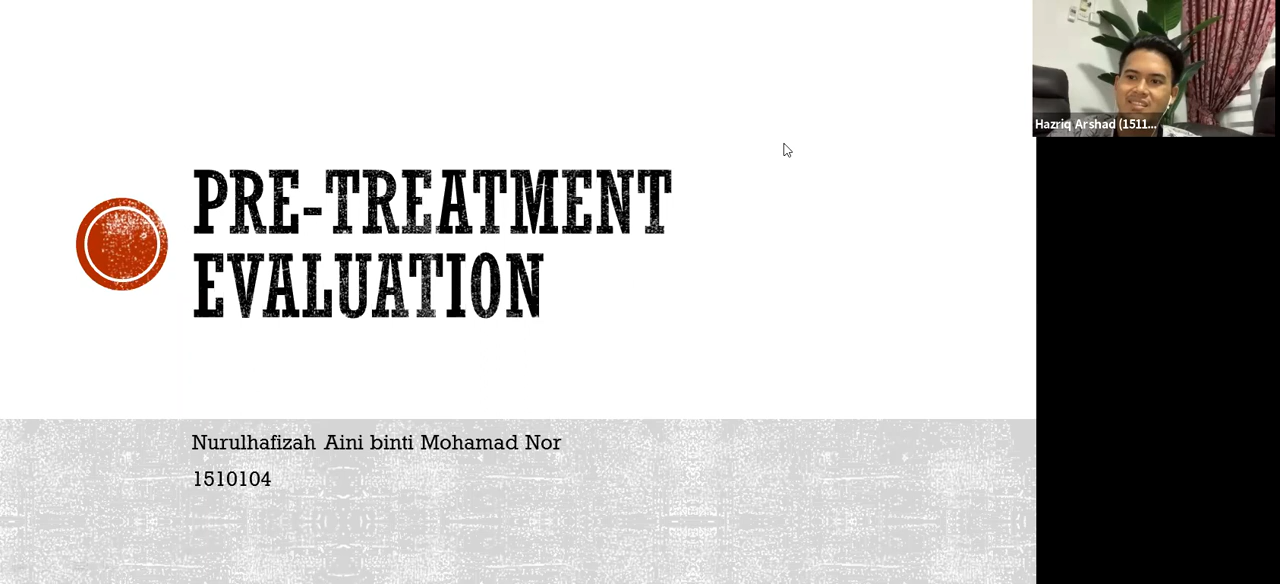 PRE-TREATMENT
EVALUATION
Nurulhafizah Aini binti Mohamad Nor
1510104
Hazriq Arshad (1511...